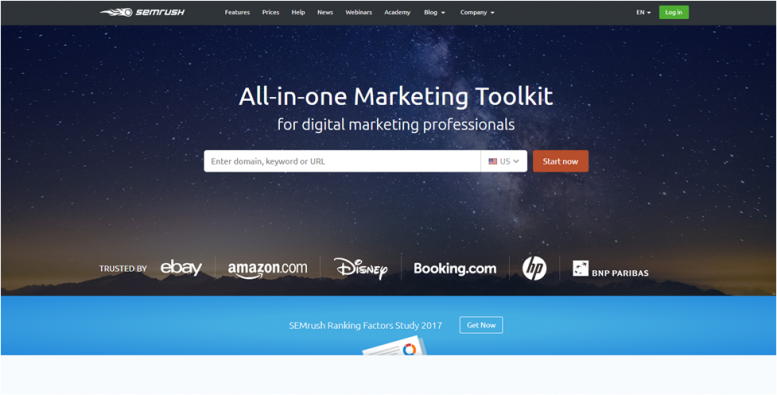 semrush
Features Prices Help News Webinars Academy Blog Company EN Log in
All-in-one Marketing Toolkit
for digital marketing professionals
Enter domain, keyword or URL US Start now
TRUSTED BY ebay amazon.com Disney Booking.com hp BNP PARIBAS
SEMrush Ranking Factors Study 2017 Get Now